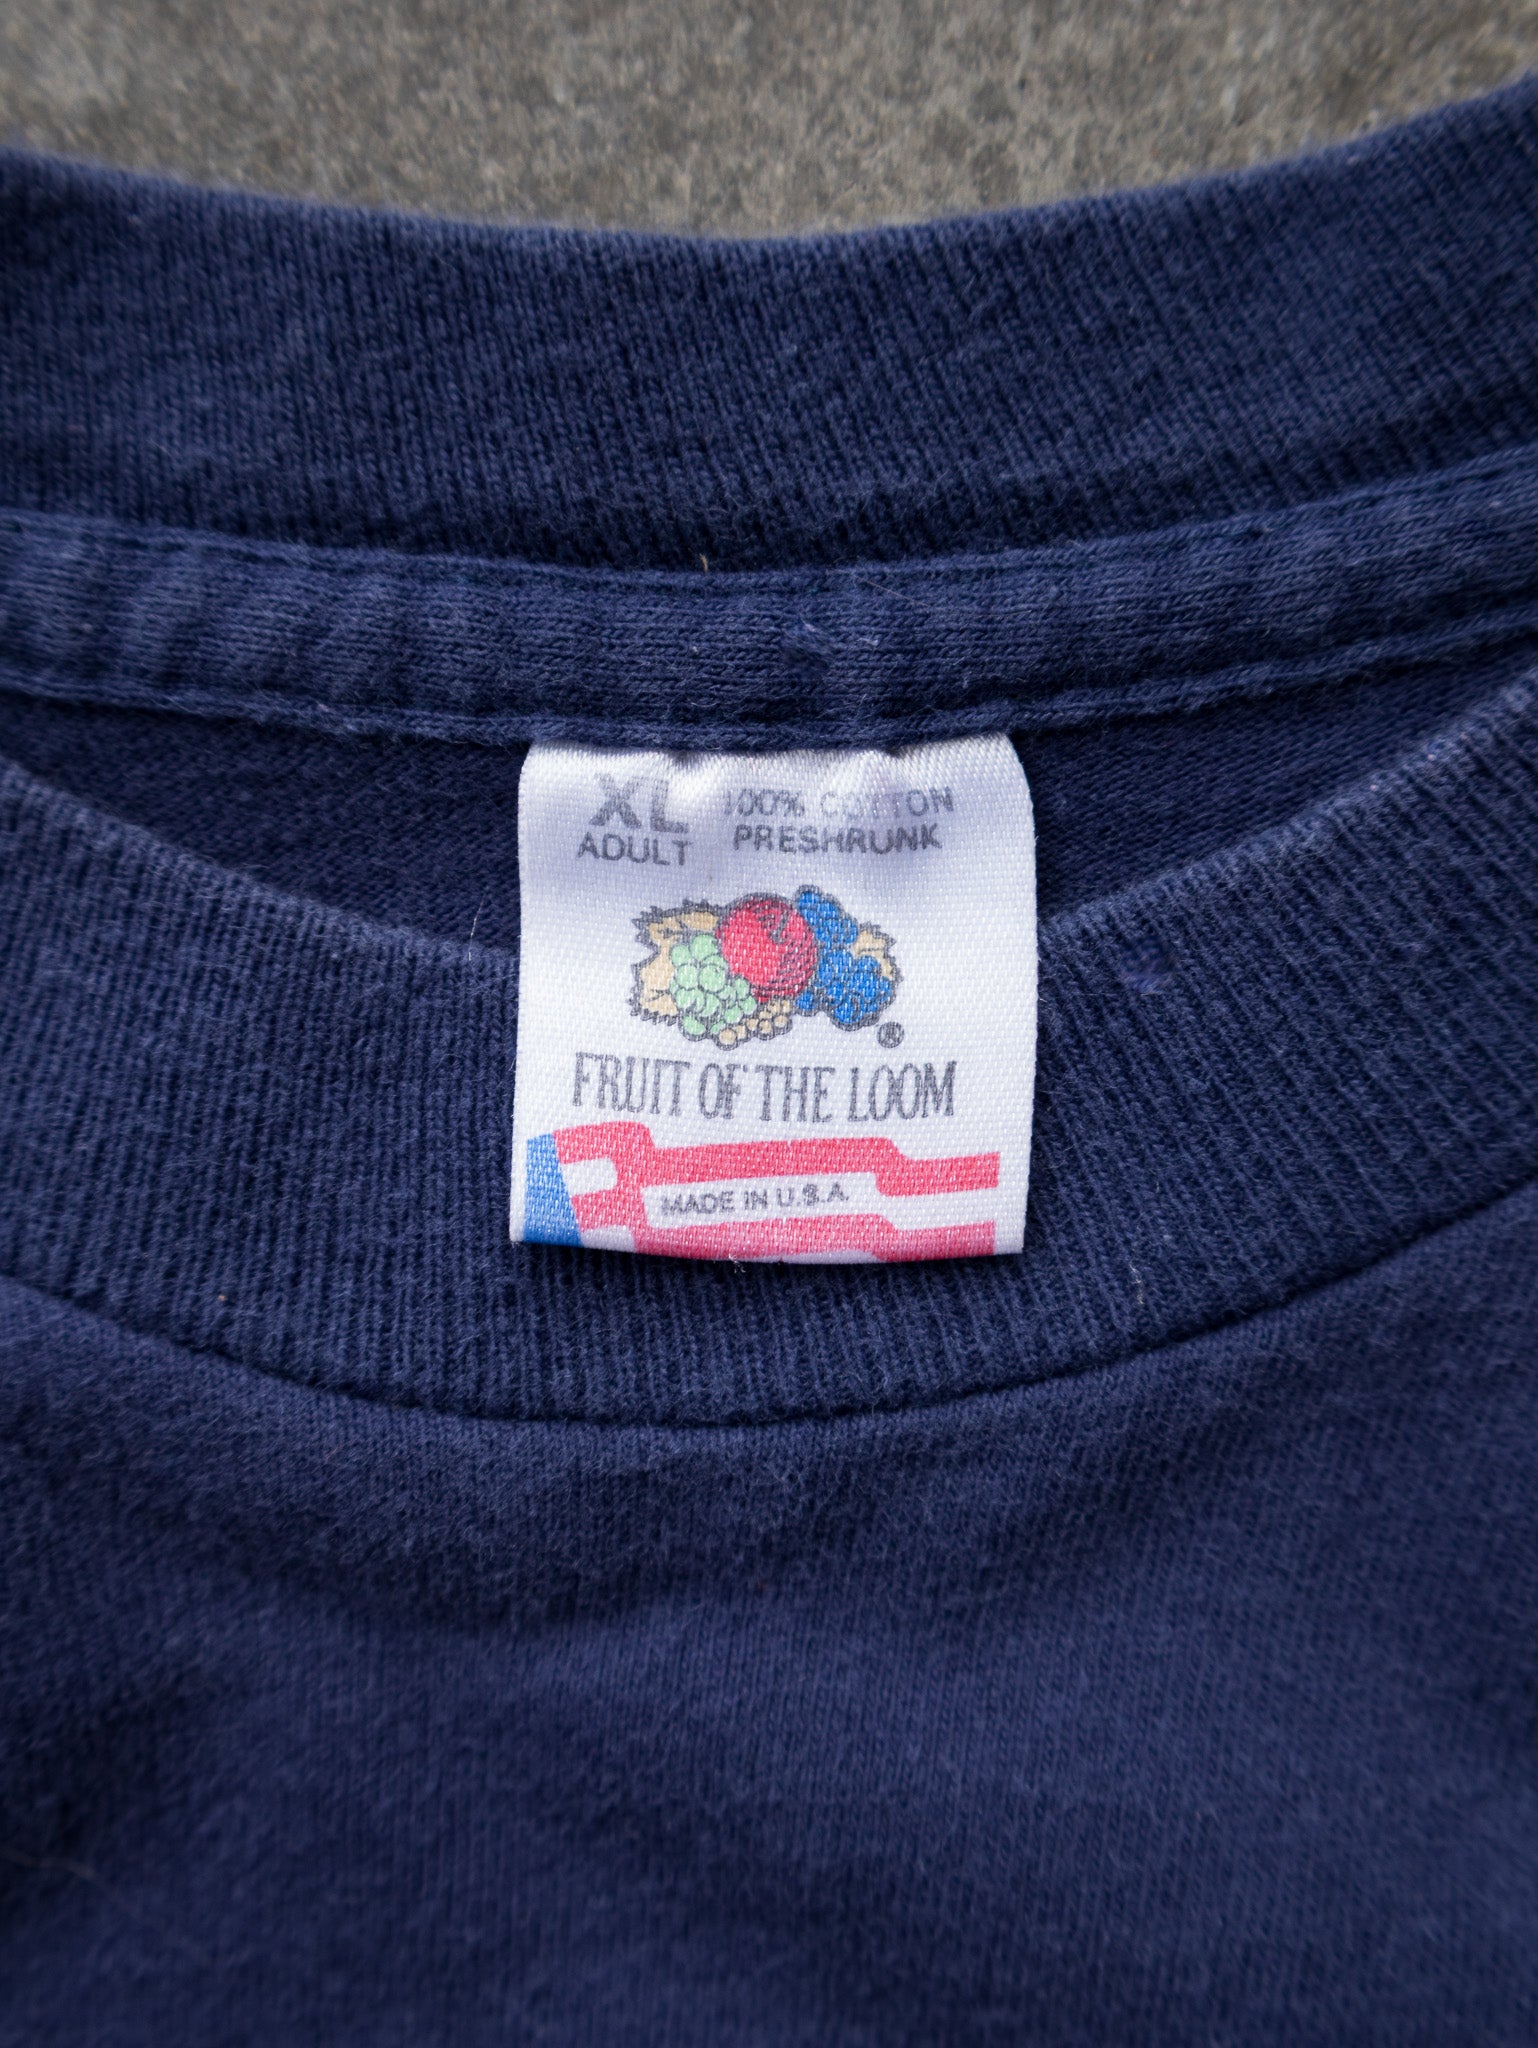 XL
ADULT
100% COTTON
PRESHRUNK
®
FRUIT OF THE LOOM
MADE IN U.S.A.